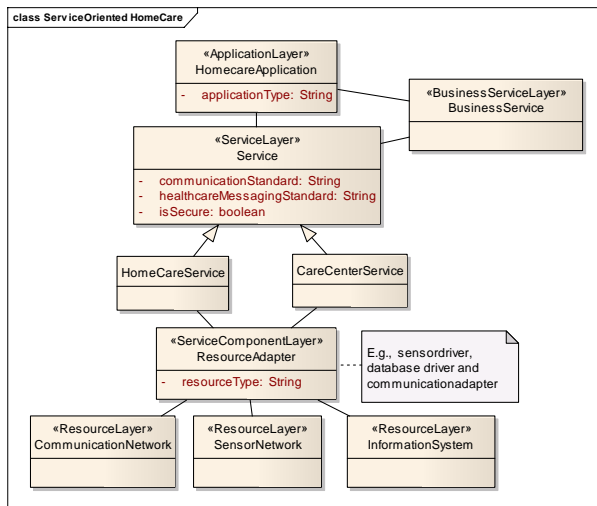 class ServiceOriented HomeCare
«ApplicationLayer»
HomecareApplication
- applicationType: String
«BusinessServiceLayer»
BusinessService
«ServiceLayer»
Service
- communicationStandard: String
- healthcareMessagingStandard: String
- isSecure: boolean
HomeCareService
CareCenterService
«ServiceComponentLayer»
ResourceAdapter
- resourceType: String
E.g., sensordriver,
database driver and
communicationadapter
«ResourceLayer»
CommunicationNetwork
«ResourceLayer»
SensorNetwork
«ResourceLayer»
InformationSystem